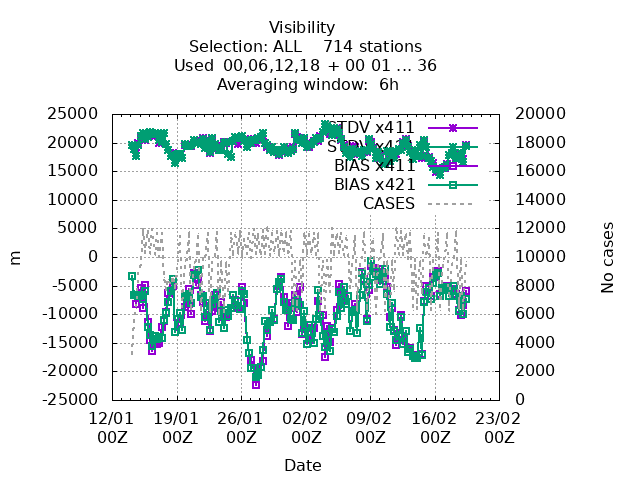 Visibility
Selection: ALL    714 stations
Used 00,06,12,18 + 00 01 ... 36
Averaging window: 6h
25000
20000
15000
10000
5000
0
-5000
-10000
-15000
-20000
-25000
m
20000
18000
16000
14000
12000
10000
8000
6000
4000
2000
0
No cases
STDV x411
BIAS x411
BIAS x421
CASES
12/01 19/01 26/01 02/02 09/02 16/02 23/02
00Z 00Z 00Z 00Z 00Z 00Z 00Z
Date